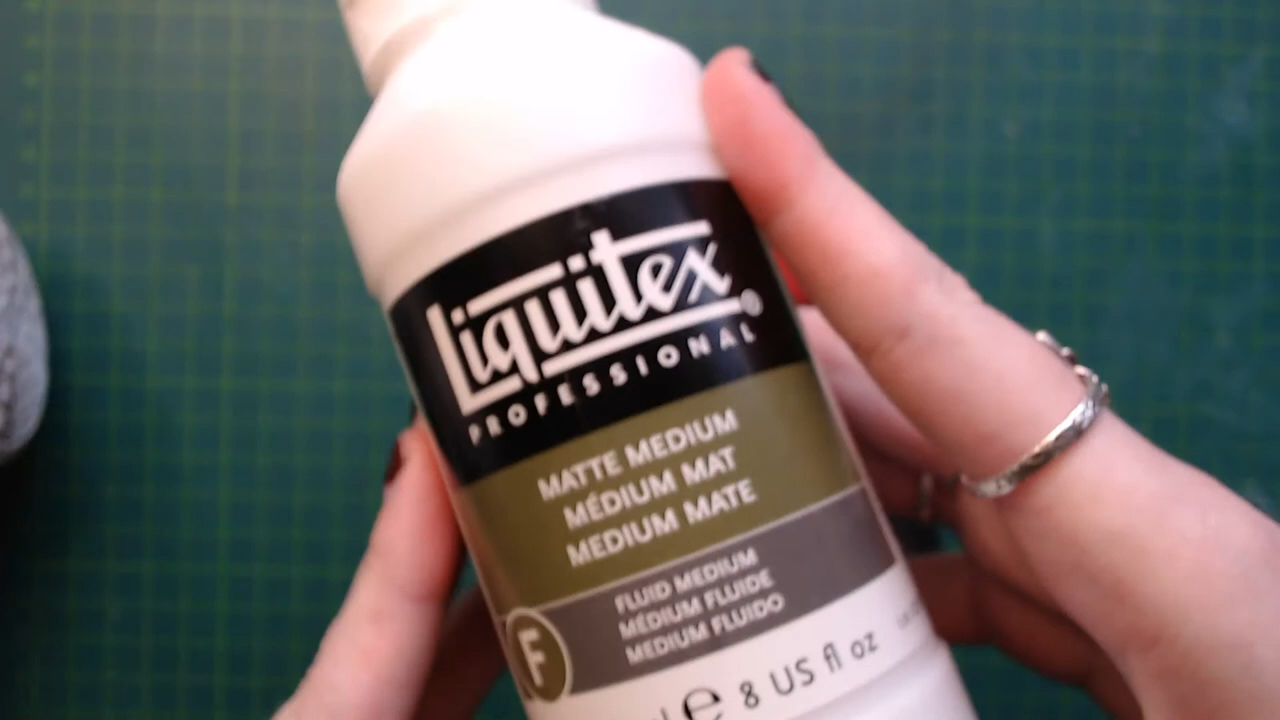 Liquitex®
PROFESSIONAL
MATTE MEDIUM
MÉDIUM MAT
MEDIUM MATE
FLUID MEDIUM
MÉDIUM FLUIDE
MEDIUM FLUIDO
F
℮ 8 US fl oz